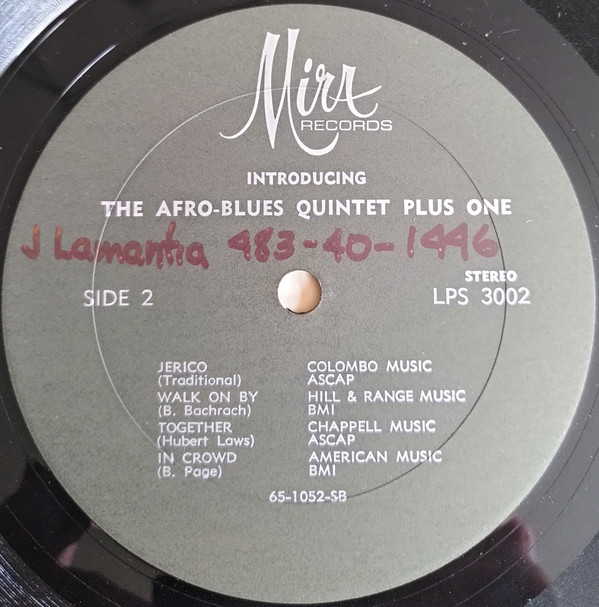 Mira
RECORDS
INTRODUCING
THE AFRO-BLUES QUINTET PLUS ONE
J Lamantia 483-40-1446
STEREO
SIDE 2 LPS 3002
JERICO COLOMBO MUSIC
(Traditional) ASCAP
WALK ON BY HILL & RANGE MUSIC
(B. Bachrach) BMI
TOGETHER CHAPPELL MUSIC
(Hubert Laws) ASCAP
IN CROWD AMERICAN MUSIC
(B. Page) BMI
65-1052-SB